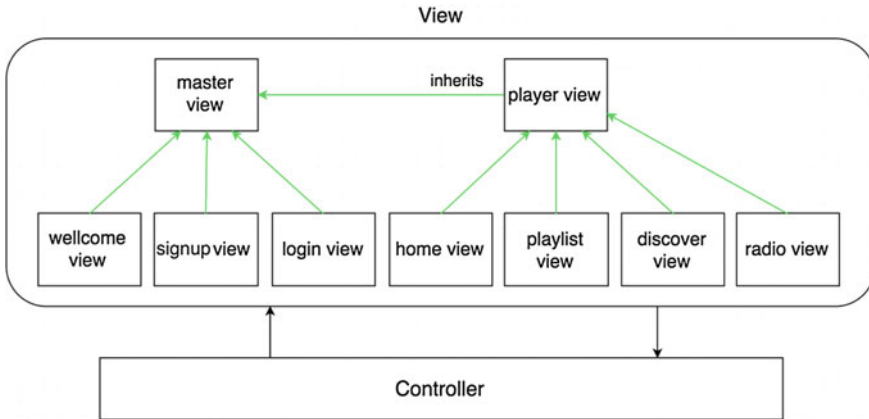 View
master
view
inherits
player view
wellcome
view
signup view
login view
home view
playlist
view
discover
view
radio view
Controller